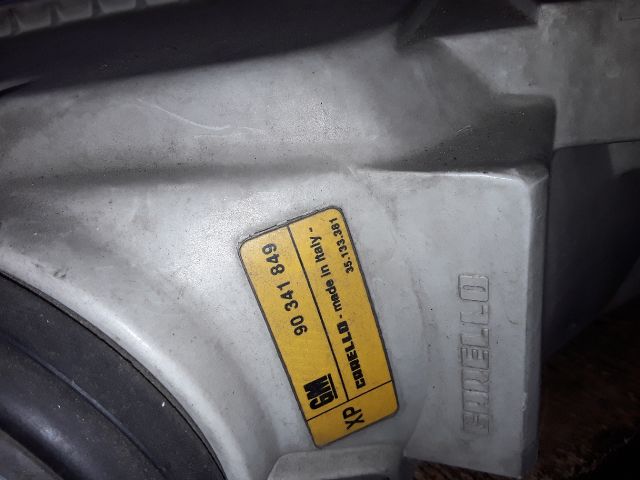 GM 90 341 849
XP CARELLO - made in Italy -
35.133.381
CARELLO